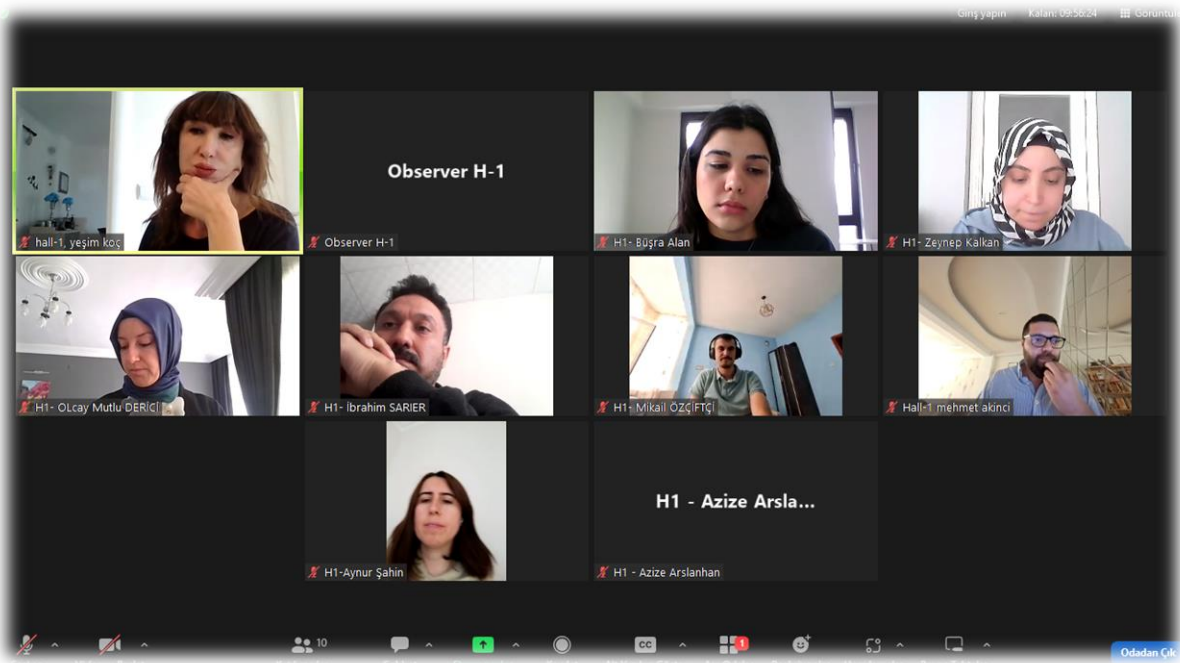 Giriş yapın Kalan: 09:56:24 Görüntül
hall-1, yeşim koç
Observer H-1
Observer H-1
H1- Büşra Alan
H1- Zeynep Kalkan
H1- OLcay Mutlu DERİCİ
H1- İbrahim SARIER
H1- Mikail ÖZÇİFTÇİ
Hall-1 mehmet akinci
H1-Aynur Şahin
H1 - Azize Arsla...
H1 - Azize Arslanhan
10
CC
1
Odadan Çık